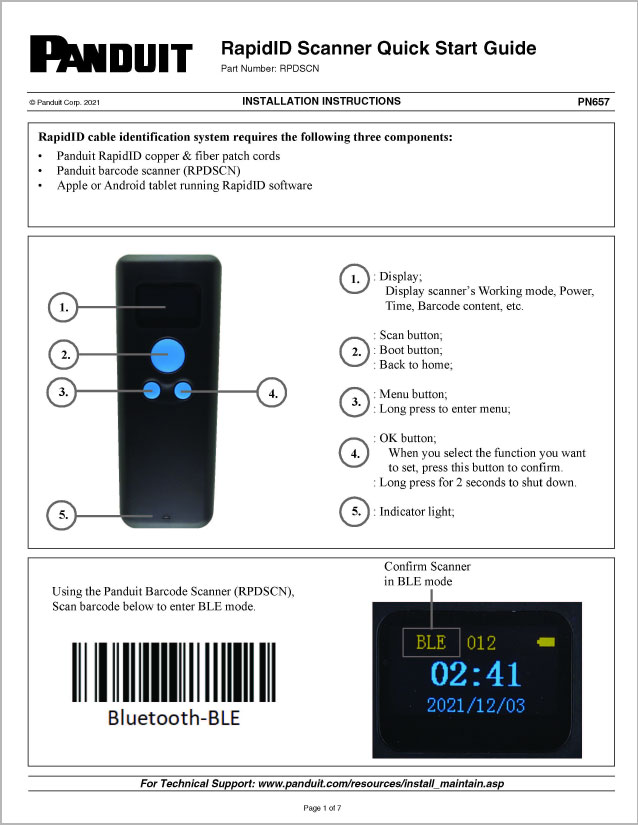 PANDUIT
RapidID Scanner Quick Start Guide
Part Number: RPDSCN
© Panduit Corp. 2021
INSTALLATION INSTRUCTIONS
PN657
RapidID cable identification system requires the following three components:
• Panduit RapidID copper & fiber patch cords
• Panduit barcode scanner (RPDSCN)
• Apple or Android tablet running RapidID software
1.
2.
3.
4.
5.
1. : Display;
Display scanner's Working mode, Power,
Time, Barcode content, etc.
: Scan button;
2. : Boot button;
: Back to home;
3. : Menu button;
: Long press to enter menu;
: OK button;
4. When you select the function you want
to set, press this button to confirm.
: Long press for 2 seconds to shut down.
5. : Indicator light;
Using the Panduit Barcode Scanner (RPDSCN),
Scan barcode below to enter BLE mode.
Bluetooth-BLE
Confirm Scanner
in BLE mode
BLE 012
02:41
2021/12/03
For Technical Support: www.panduit.com/resources/install_maintain.asp
Page 1 of 7